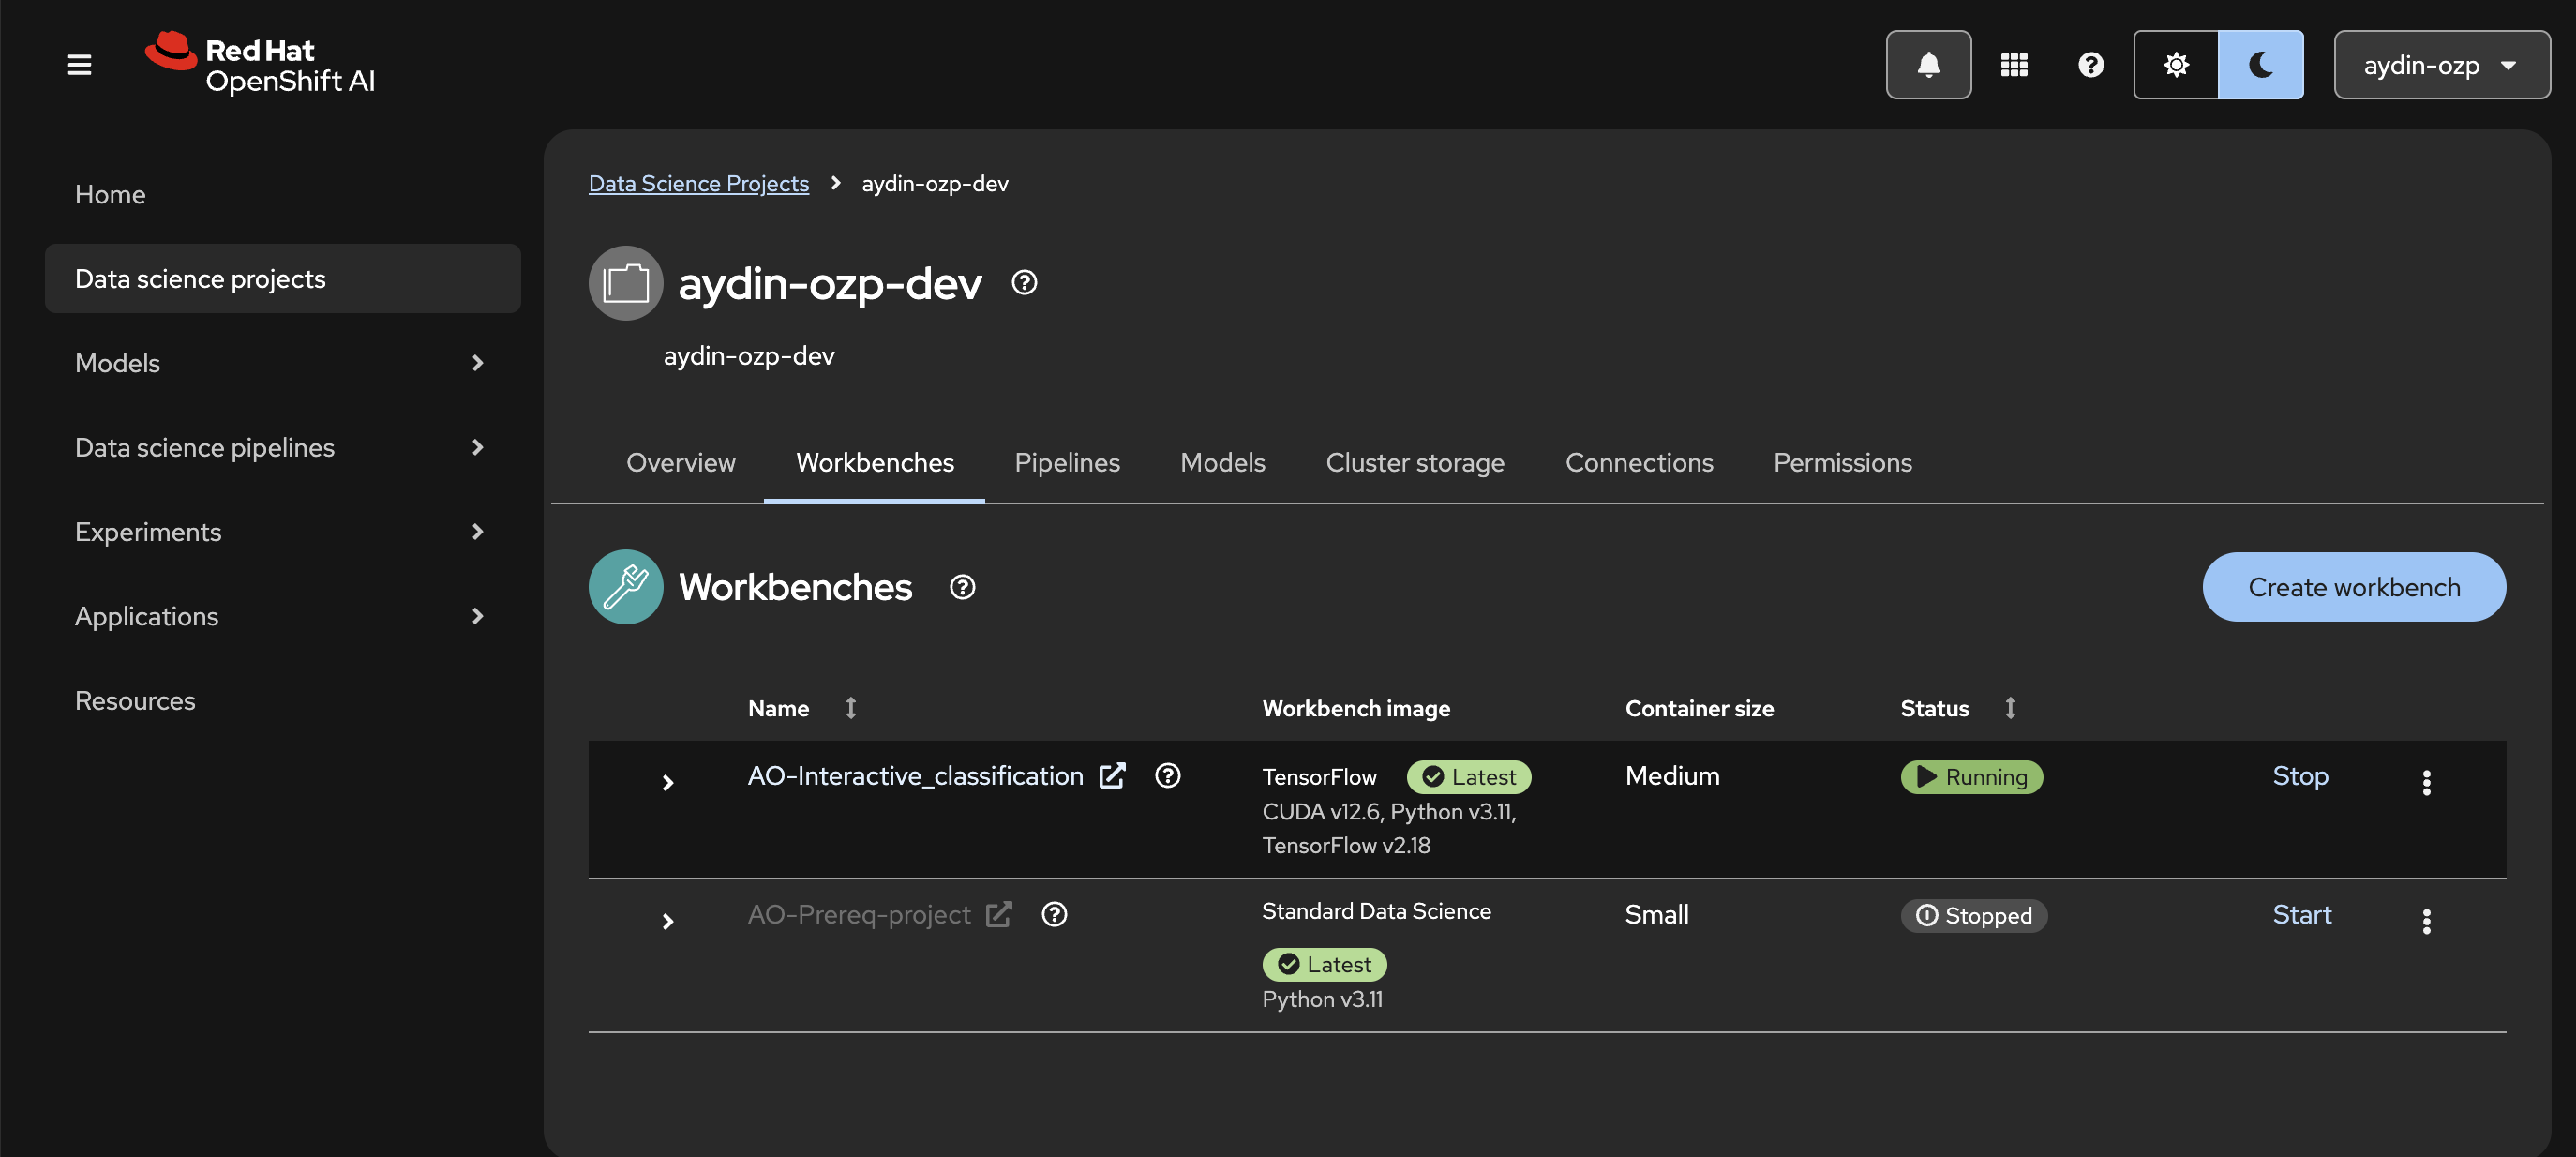 Red Hat
OpenShift AI
aydin-ozp
Home
Data science projects
Models
Data science pipelines
Experiments
Applications
Resources
Data Science Projects aydin-ozp-dev
aydin-ozp-dev
aydin-ozp-dev
Overview Workbenches Pipelines Models Cluster storage Connections Permissions
Workbenches
Create workbench
Name Workbench image Container size Status
AO-Interactive_classification TensorFlow Latest Medium Running Stop
CUDA v12.6, Python v3.11,
TensorFlow v2.18
AO-Prereq-project Standard Data Science Small Stopped Start
Latest
Python v3.11